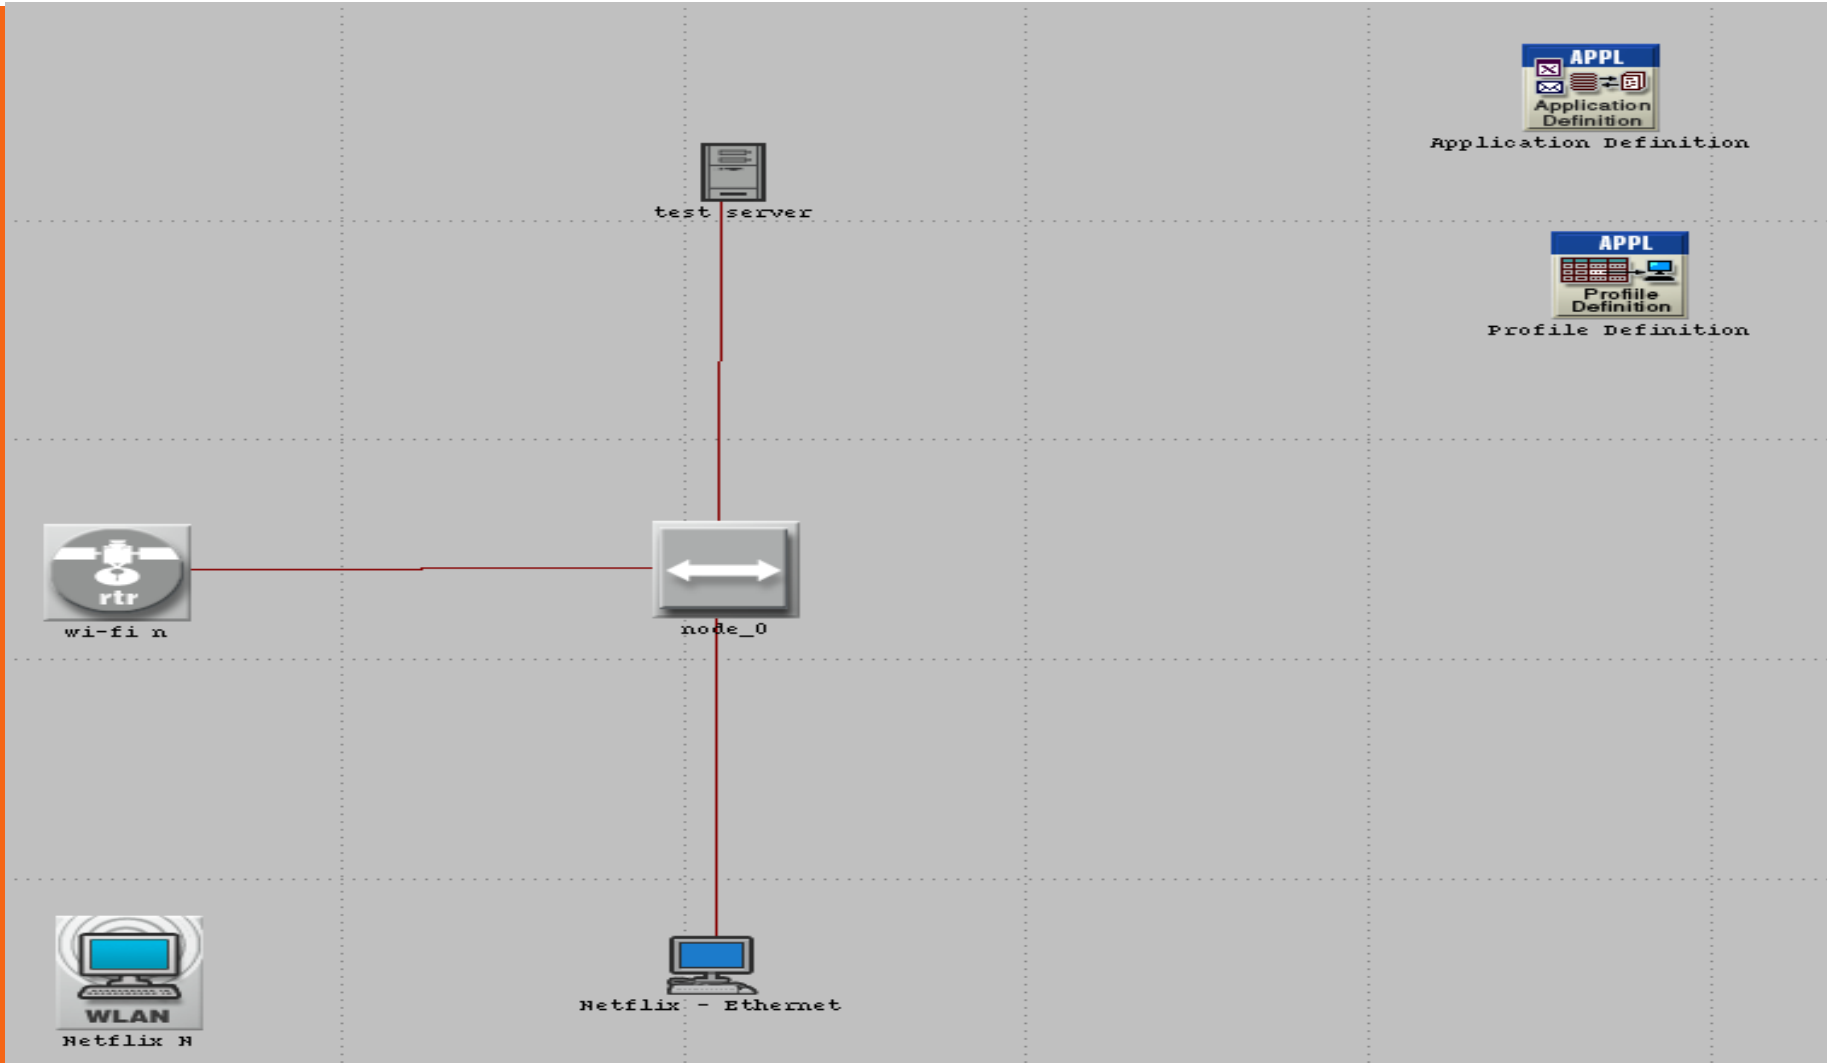 APPL
Application
Definition
Application Definition
test server
APPL
Profiile
Definition
Profile Definition
rtr
wi-fi n
node_0
WLAN
Netflix N
Netflix - Ethernet